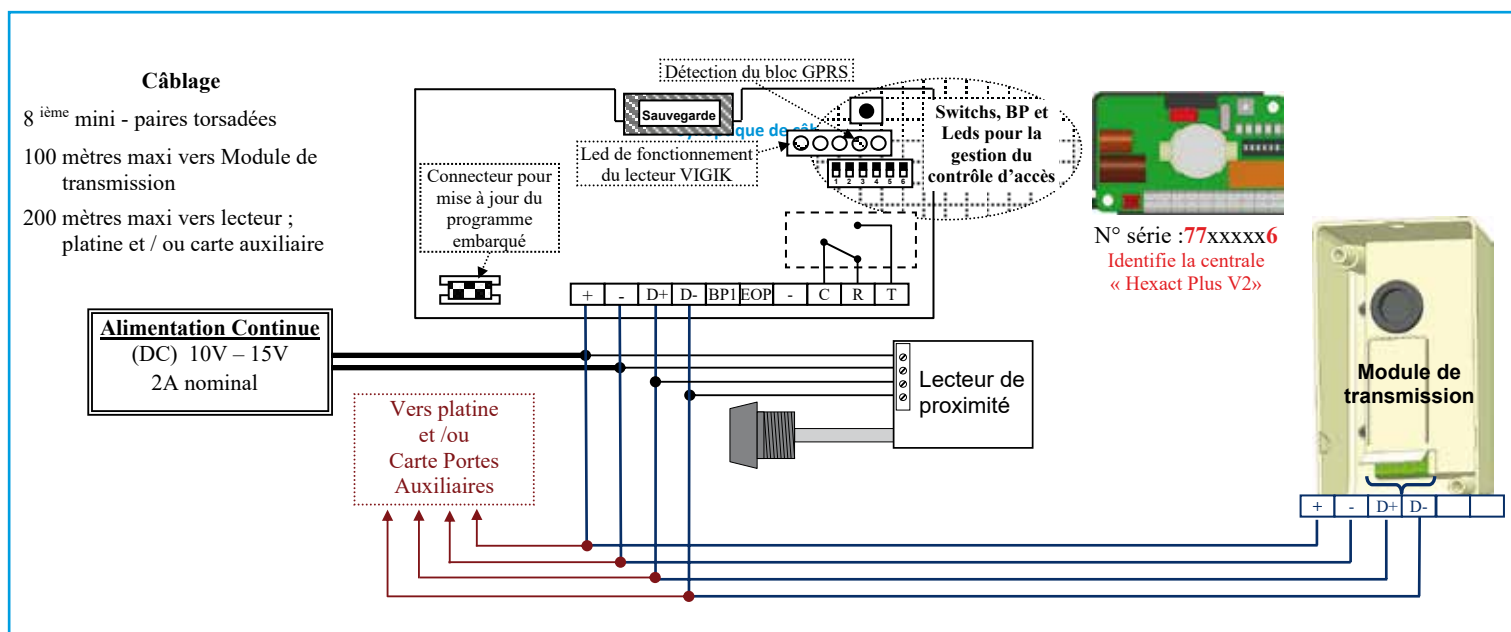 Câblage
8 ième mini - paires torsadées
100 mètres maxi vers Module de
transmission
200 mètres maxi vers lecteur ;
platine et / ou carte auxiliaire
Détection du bloc GPRS
Sauvegarde
que de câ
Led de fonctionnement
du lecteur VIGIK
Switchs, BP et
Leds pour la
gestion du
contrôle d’accès
1 2 3 4 5 6
Connecteur pour
mise à jour du
programme
embarqué
+ - D+ D- BP1 EOP - C R T
N° série :77xxxxx6
Identifie la centrale
« Hexact Plus V2»
Alimentation Continue
(DC) 10V – 15V
2A nominal
Lecteur de
proximité
Module de
transmission
Vers platine
et /ou
Carte Portes
Auxiliaires
+ - D+ D-